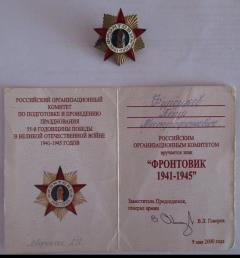 РОССИЙСКИЙ ОРГАНИЗАЦИОННЫЙ
КОМИТЕТ
ПО ПОДГОТОВКЕ И ПРОВЕДЕНИЮ
ПРАЗДНОВАНИЯ
55-й ГОДОВЩИНЫ ПОБЕДЫ
В ВЕЛИКОЙ ОТЕЧЕСТВЕННОЙ ВОЙНЕ
1941-1945 ГОДОВ
РОССИЙСКИМ
ОРГАНИЗАЦИОННЫМ КОМИТЕТОМ
вручается знак
"ФРОНТОВИК
1941-1945"
Заместитель Председателя,
генерал армии
В.Л. Говоров
9 мая 2000 года